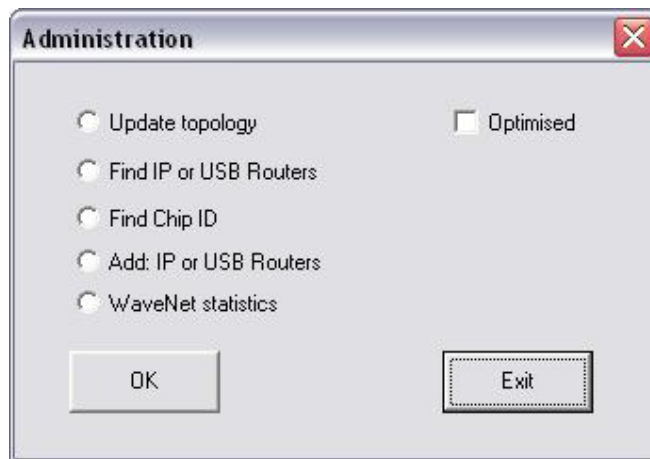 Administration
Update topology
Optimised
Find IP or USB Routers
Find Chip ID
Add: IP or USB Routers
WaveNet statistics
OK
Exit